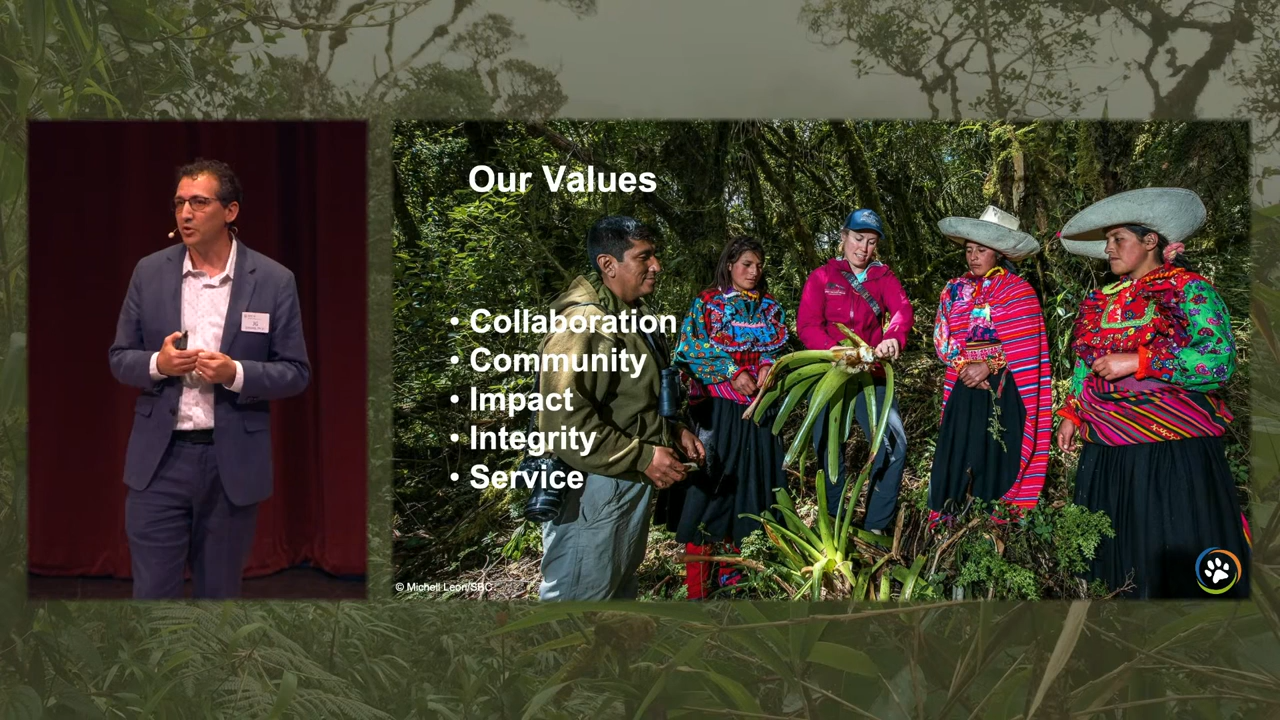 Our Values
• Collaboration
• Community
• Impact
• Integrity
• Service
© Michell Leon/SBC